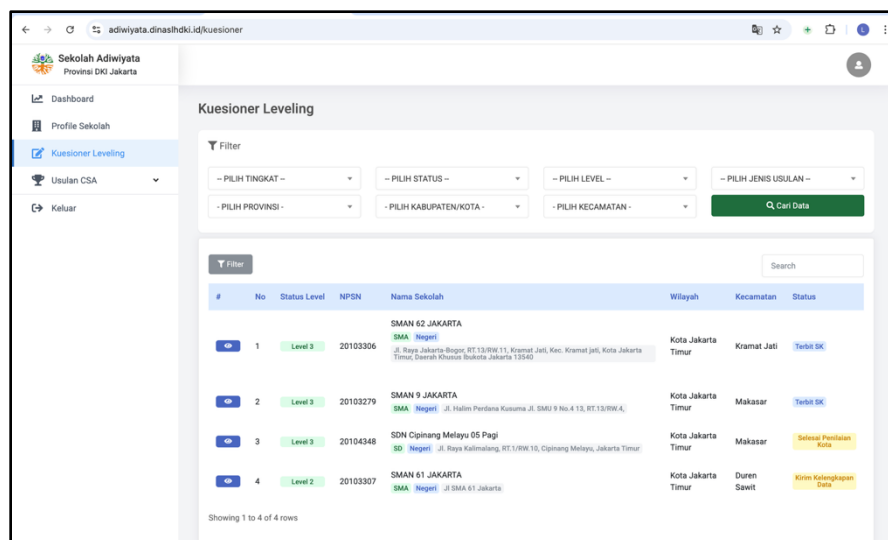 adiwiyata.dinaslhdki.id/kuesioner
L
Sekolah Adiwiyata
Provinsi DKI Jakarta
Dashboard
Profile Sekolah
Kuesioner Leveling
Usulan CSA
Keluar
Kuesioner Leveling
Filter
-- PILIH TINGKAT --
-- PILIH STATUS --
-- PILIH LEVEL --
-- PILIH JENIS USULAN --
- PILIH PROVINSI -
- PILIH KABUPATEN/KOTA -
- PILIH KECAMATAN -
Cari Data
Filter
Search
# No Status Level NPSN Nama Sekolah Wilayah Kecamatan Status
SMAN 62 JAKARTA
SMA Negeri
1 Level 3 20103306 Kota Jakarta Kramat Jati Terbit SK
Timur
Jl. Raya Jakarta-Bogor, RT.13/RW.11, Kramat Jati, Kec. Kramat jati, Kota Jakarta
Timur, Daerah Khusus Ibukota Jakarta 13540
2 Level 3 20103279 SMAN 9 JAKARTA Kota Jakarta Makasar Terbit SK
SMA Negeri Jl. Halim Perdana Kusuma Jl. SMU 9 No.4 13, RT.13/RW.4, Timur
3 Level 3 20104348 SDN Cipinang Melayu 05 Pagi Kota Jakarta Makasar Selesai Penilaian
SD Negeri Jl. Raya Kalimalang, RT.1/RW.10, Cipinang Melayu, Jakarta Timur Timur Kota
4 Level 2 20103307 SMAN 61 JAKARTA Kota Jakarta Duren Kirim Kelengkapan
SMA Negeri Jl SMA 61 Jakarta Timur Sawit Data
Showing 1 to 4 of 4 rows